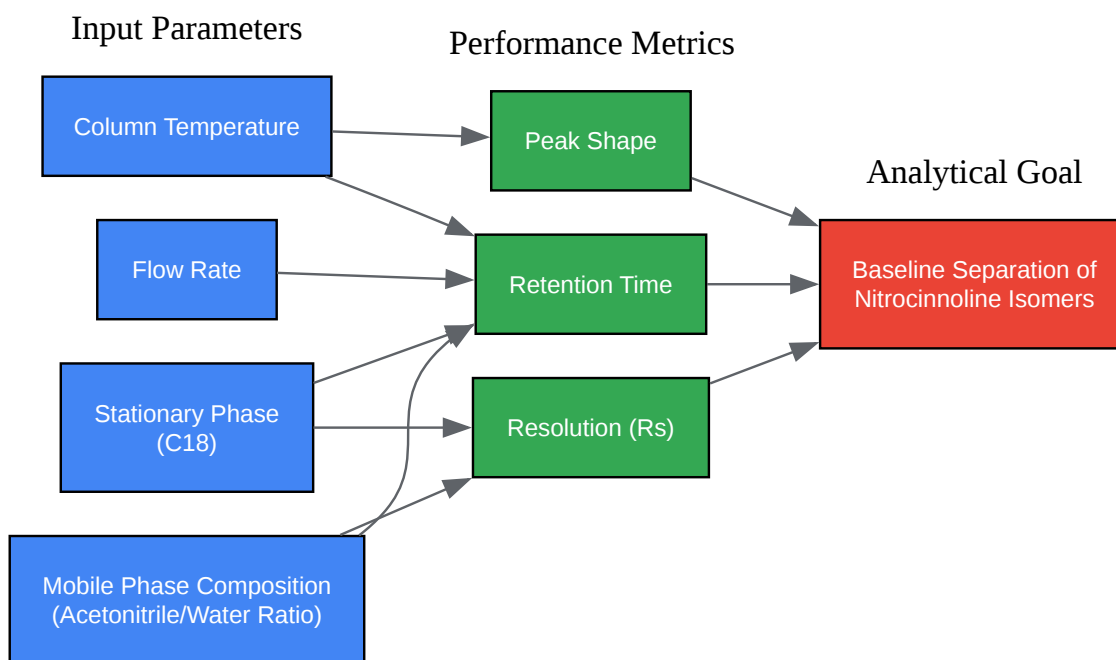 Input Parameters
Performance Metrics
Analytical Goal
Column Temperature
Flow Rate
Stationary Phase
(C18)
Mobile Phase Composition
(Acetonitrile/Water Ratio)
Peak Shape
Retention Time
Resolution (Rs)
Baseline Separation of
Nitrocinnoline Isomers